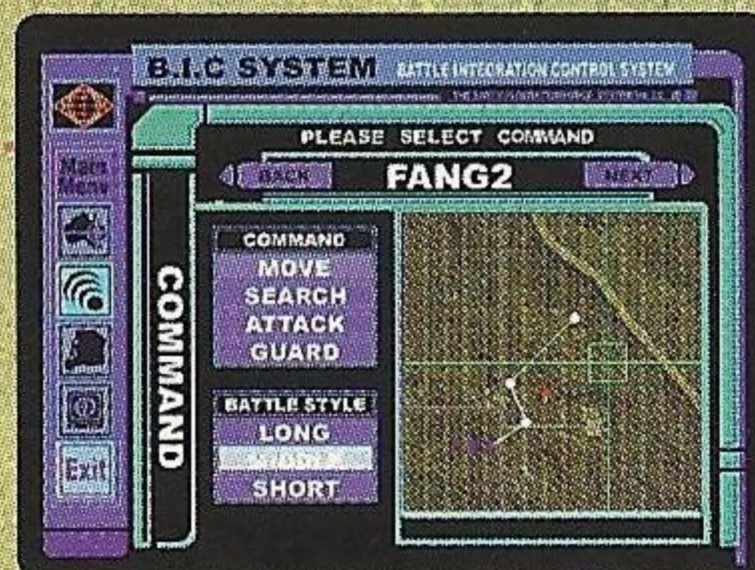 B.I.C SYSTEM BATTLE INTEGRATION CONTROL SYSTEM
PLEASE SELECT COMMAND
Main
Menu
BACK FANG2 NEXT
COMMAND
COMMAND
MOVE
SEARCH
ATTACK
GUARD
BATTLE STYLE
LONG
SHORT
Exit